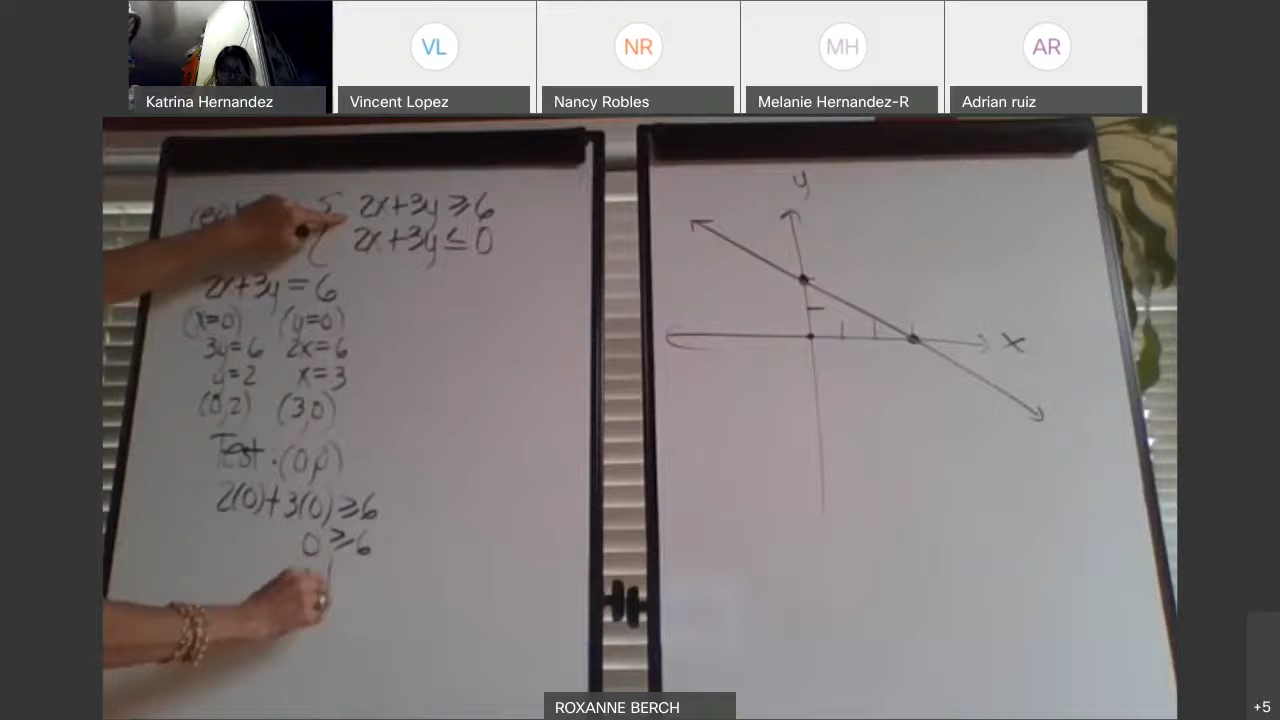 VL
NR
MH
AR
Katrina Hernandez
Vincent Lopez
Nancy Robles
Melanie Hernandez-R
Adrian ruiz
2x+3y ≥ 6
2x+3y ≤ 0
2x+3y = 6
(x=0) (y=0)
3y=6 2x=6
y=2 x=3
(0,2) (3,0)
Test (0,0)
2(0)+3(0) ≥ 6
0 ≥ 6
y
x
ROXANNE BERCH
+5